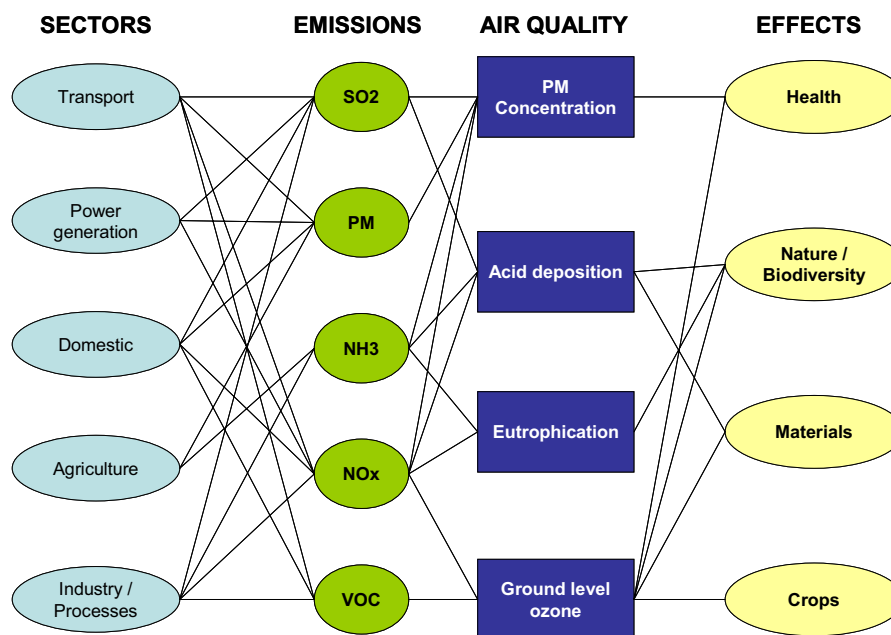 SECTORS
EMISSIONS
AIR QUALITY
EFFECTS
Transport
SO2
PM
Concentration
Health
Power
generation
PM
Acid deposition
Nature /
Biodiversity
Domestic
NH3
Eutrophication
Materials
Agriculture
NOx
Industry /
Processes
VOC
Ground level
ozone
Crops